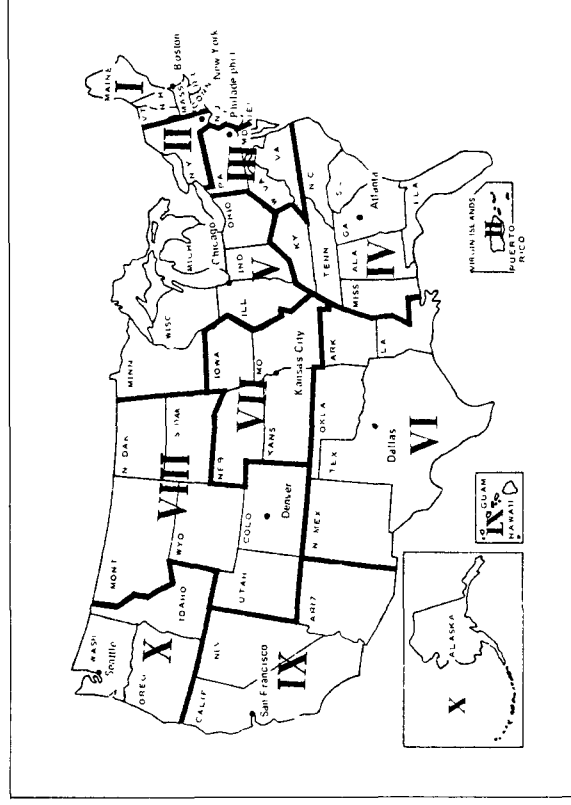 WASH
Seattle
OREG
X
IDAHO
MONT
N DAK
VIII
S DAK
WYO
MINN
WISC
MICH
Chicago
IOWA
NEB
VII
ILL
IND
V
OHIO
NEV
CALIF
San Francisco
IX
UTAH
COLO
Denver
KANS
MO
Kansas City
ARIZ
N MEX
TEX
OKLA
Dallas
VI
ARK
LA
KY
TENN
MISS
ALA
IV
GA
Atlanta
N C
S C
FLA
VA
W VA
III
PA
Philadelphi
N J
N Y
II
New York
CONN
MASS
Boston
VT
N H
I
MAINE
X
ALASKA
IX
GUAM
HAWAII
VIRGIN ISLANDS
II
PUERTO
RICO